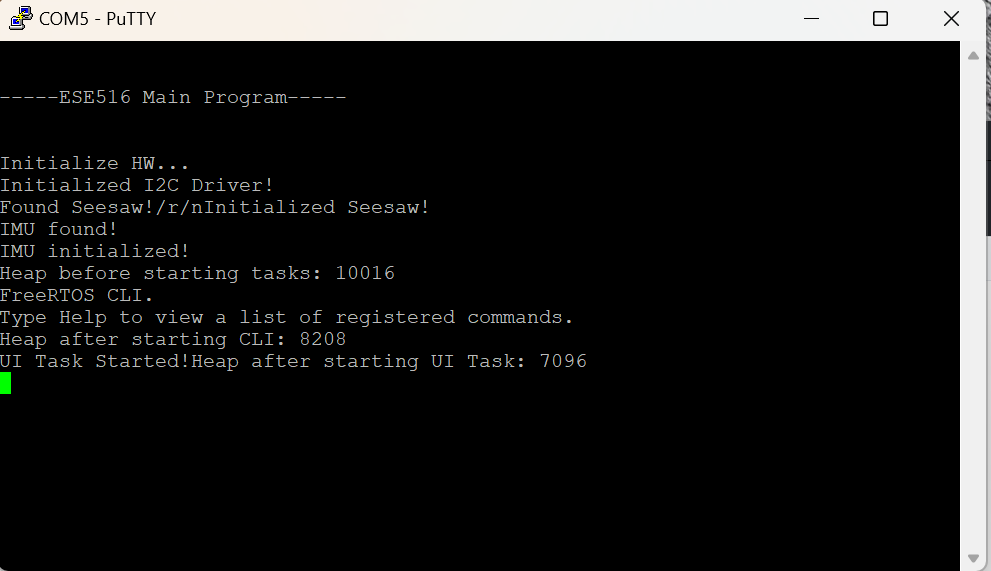 COM5 - PuTTY
-----ESE516 Main Program-----
Initialize HW...
Initialized I2C Driver!
Found Seesaw!/r/nInitialized Seesaw!
IMU found!
IMU initialized!
Heap before starting tasks: 10016
FreeRTOS CLI.
Type Help to view a list of registered commands.
Heap after starting CLI: 8208
UI Task Started!Heap after starting UI Task: 7096